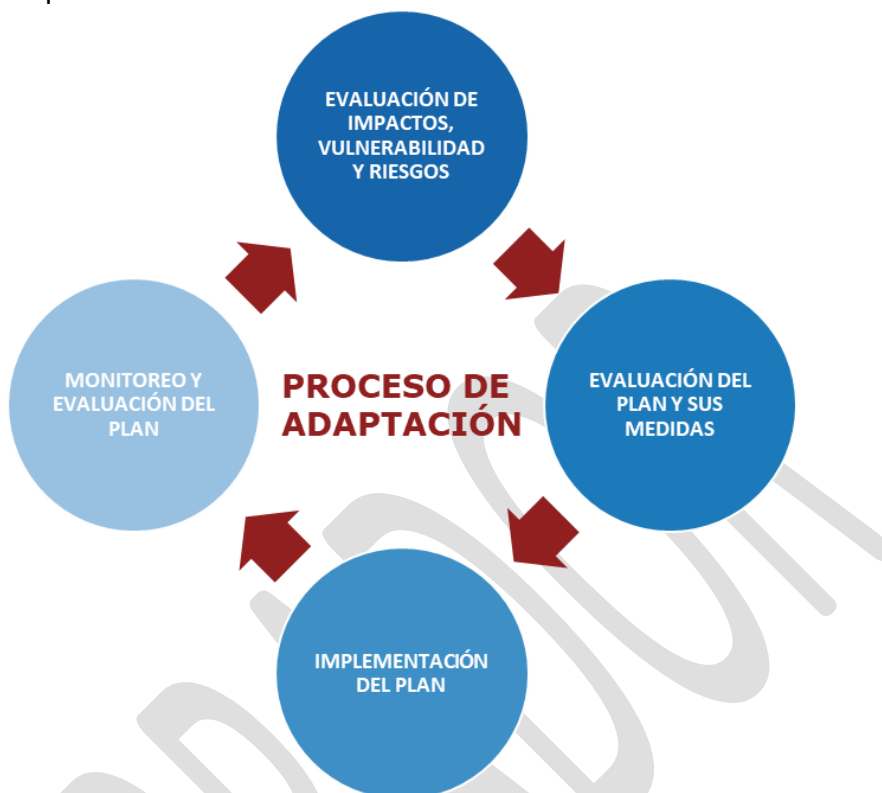 EVALUACIÓN DE
IMPACTOS,
VULNERABILIDAD
Y RIESGOS
MONITOREO Y
EVALUACIÓN DEL
PLAN
PROCESO DE
ADAPTACIÓN
EVALUACIÓN DEL
PLAN Y SUS
MEDIDAS
IMPLEMENTACIÓN
DEL PLAN